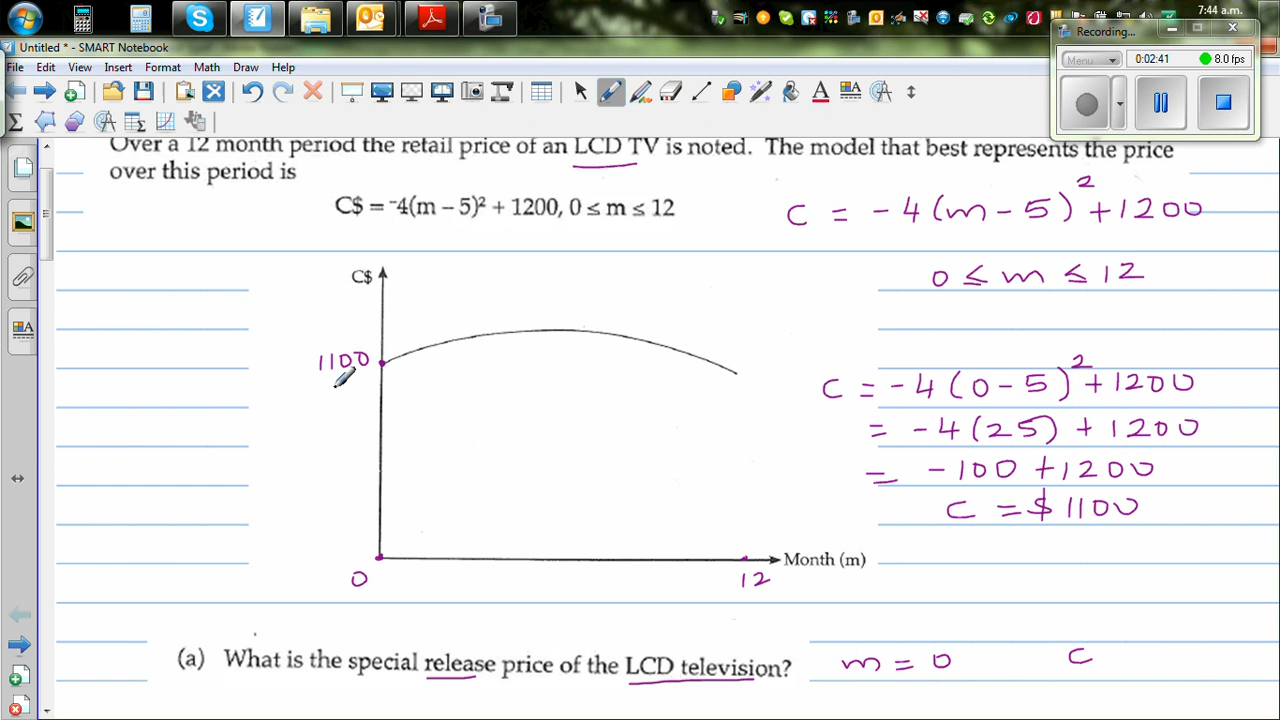 7:44 a.m.
Untitled * - SMART Notebook
Recording...
File Edit View Insert Format Math Draw Help
Menu
0:02:41
8.0 fps
Over a 12 month period the retail price of an LCD TV is noted. The model that best represents the price
over this period is
C$ = ⁻4(m – 5)² + 1200, 0 ≤ m ≤ 12
C = -4(m-5)² +1200
0 ≤ m ≤ 12
C$
1100
C = -4(0-5)² +1200
= -4(25) + 1200
= -100 +1200
C = $1100
Month (m)
0
12
(a) What is the special release price of the LCD television?
m = 0 C